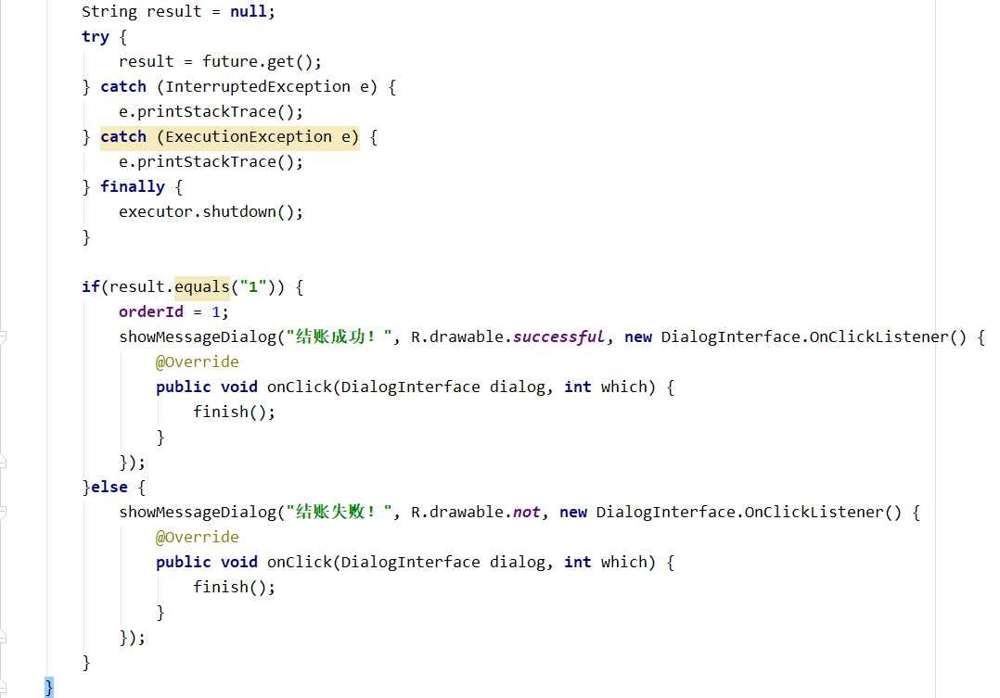 String result = null;
try {
result = future.get();
} catch (InterruptedException e) {
e.printStackTrace();
} catch (ExecutionException e) {
e.printStackTrace();
} finally {
executor.shutdown();
}
if(result.equals("1")) {
orderId = 1;
showMessageDialog("结账成功！", R.drawable.successful, new DialogInterface.OnClickListener() {
@Override
public void onClick(DialogInterface dialog, int which) {
finish();
}
});
}else {
showMessageDialog("结账失败！", R.drawable.not, new DialogInterface.OnClickListener() {
@Override
public void onClick(DialogInterface dialog, int which) {
finish();
}
});
}
}